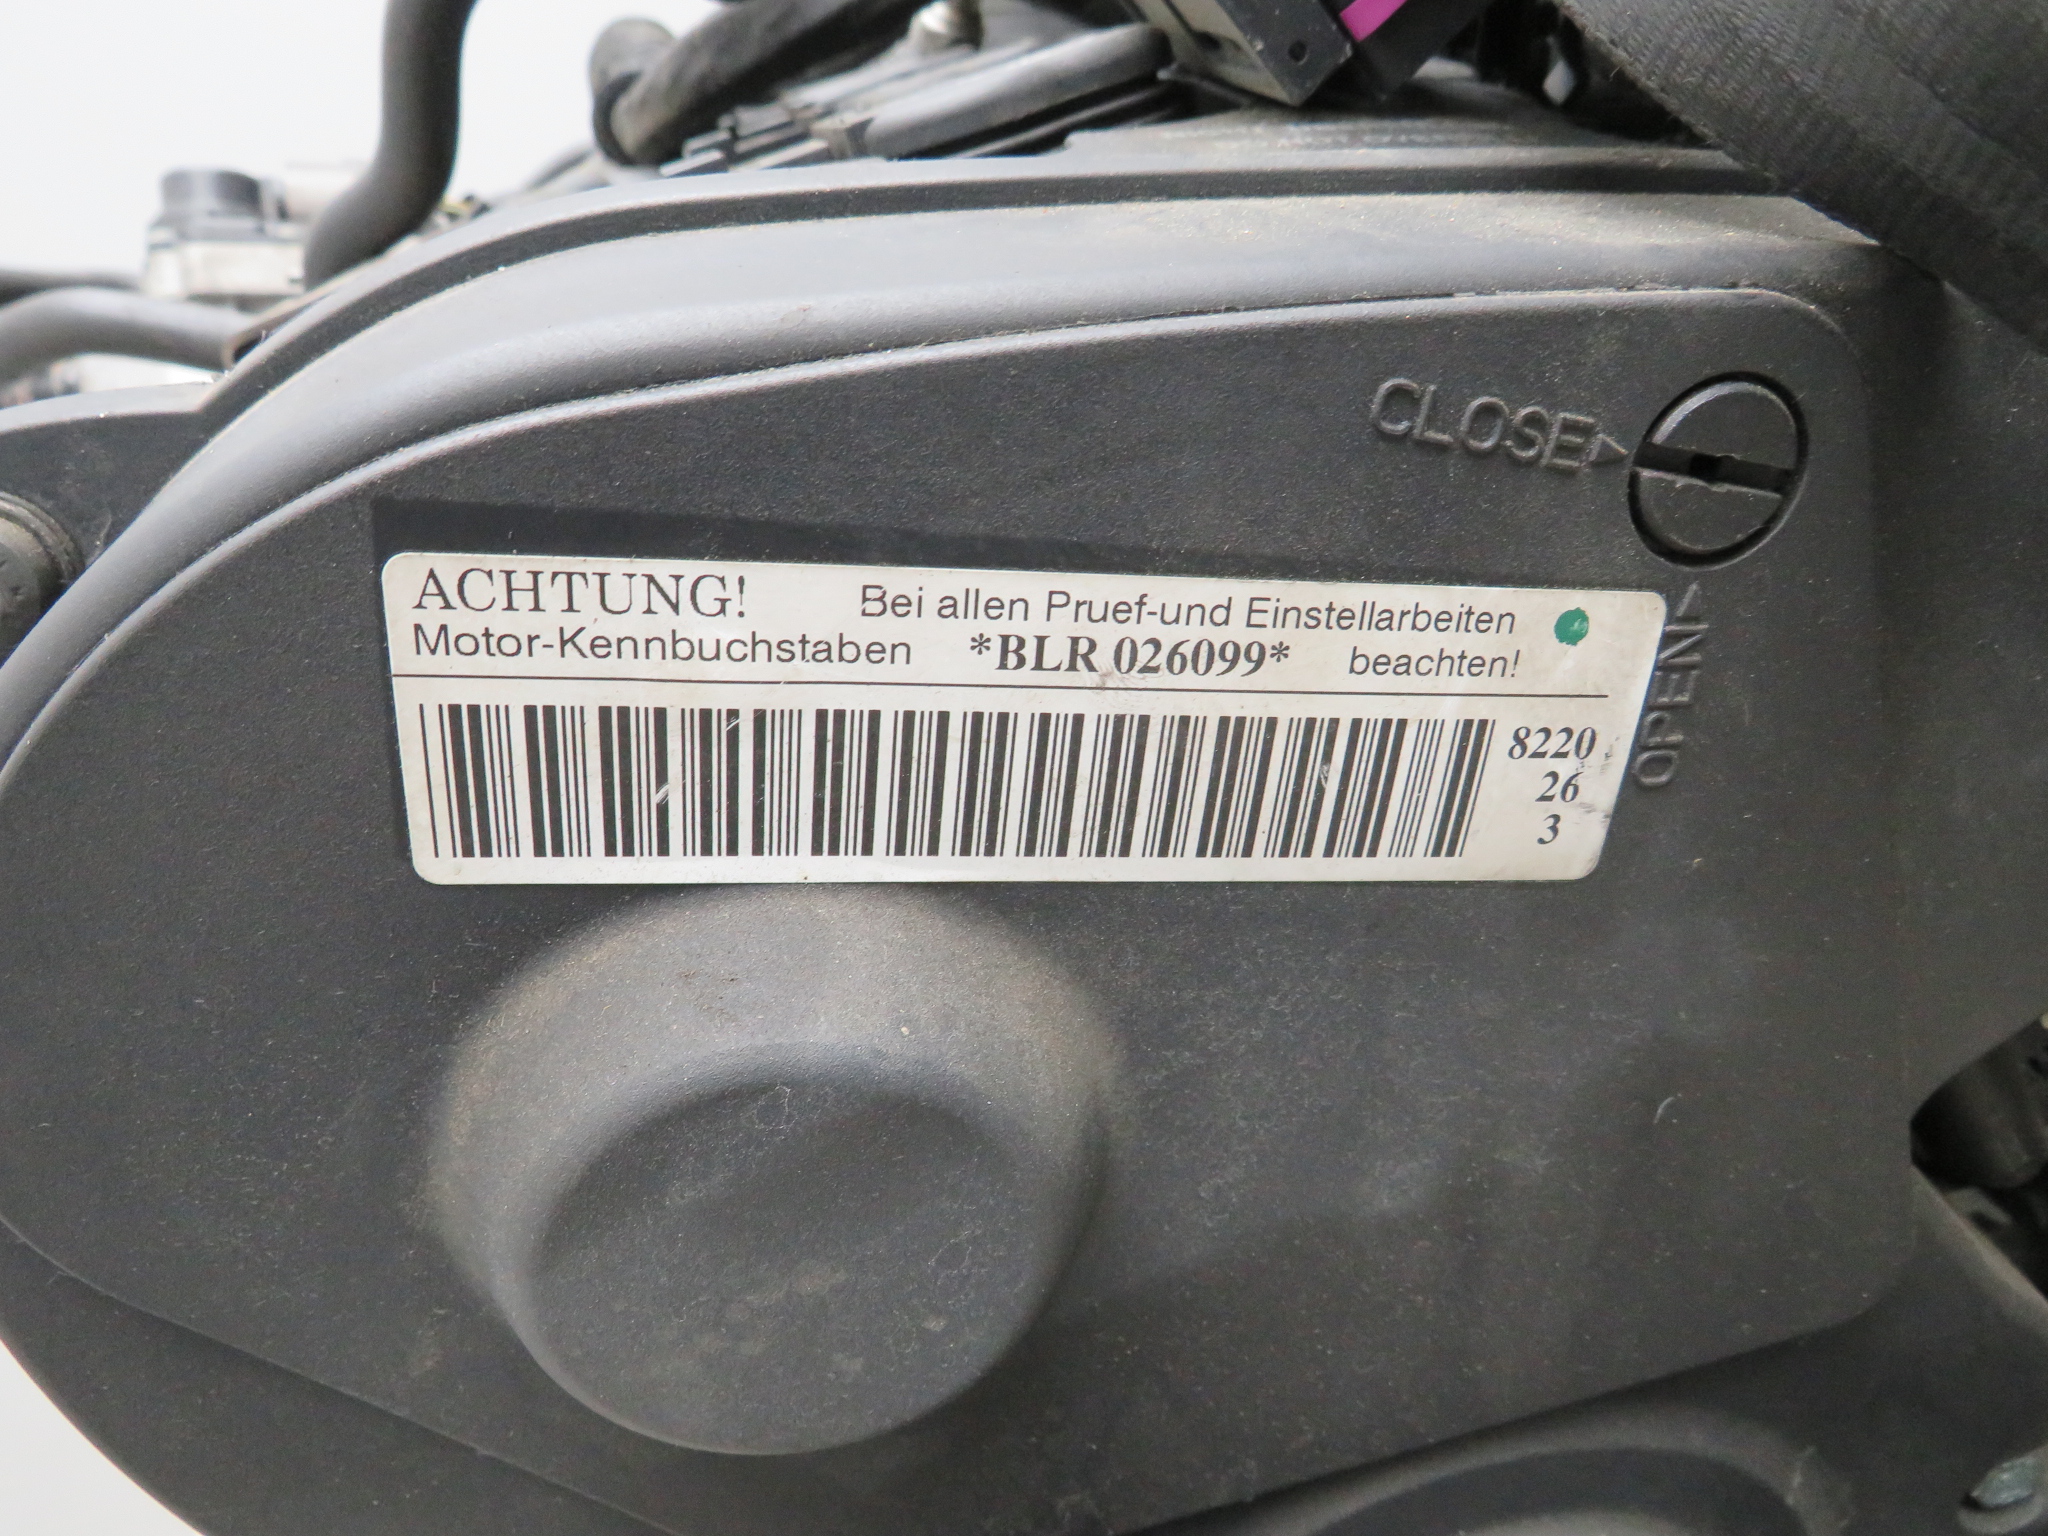 CLOSE
ACHTUNG! Bei allen Pruef-und Einstellarbeiten
Motor-Kennbuchstaben *BLR 026099* beachten!
OPEN
8220
26
3